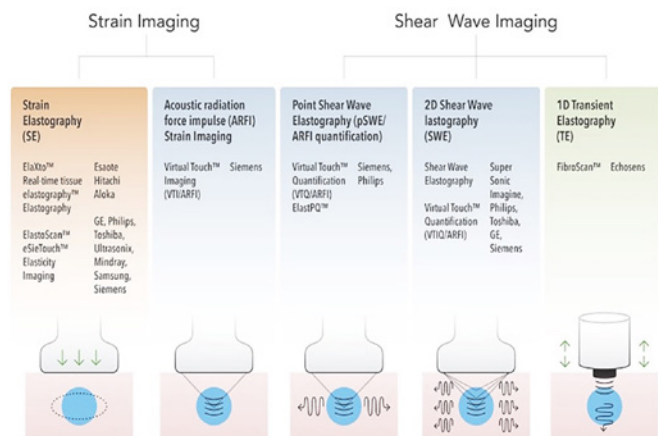 Strain Imaging
Shear Wave Imaging
Strain
Elastography
(SE)
ElaXto™
Real-time tissue
elastography™
Elastography
ElastoScan™
eSieTouch™
Elasticity
Imaging
Esaote
Hitachi
Aloka
GE, Philips,
Toshiba,
Ultrasonix,
Mindray,
Samsung,
Siemens
Acoustic radiation
force impulse (ARFI)
Strain Imaging
Virtual Touch™
Imaging
(VTI/ARFI)
Siemens
Point Shear Wave
Elastography (pSWE/
ARFI quantification)
Virtual Touch™
Quantification
(VTQ/ARFI)
ElastPQ™
Siemens,
Philips
2D Shear Wave
lastography
(SWE)
Shear Wave
Elastography
Virtual Touch™
Quantification
(VTIQ/ARFI)
Super
Sonic
Imagine,
Philips,
Toshiba,
GE,
Siemens
1D Transient
Elastography
(TE)
FibroScan™
Echosens